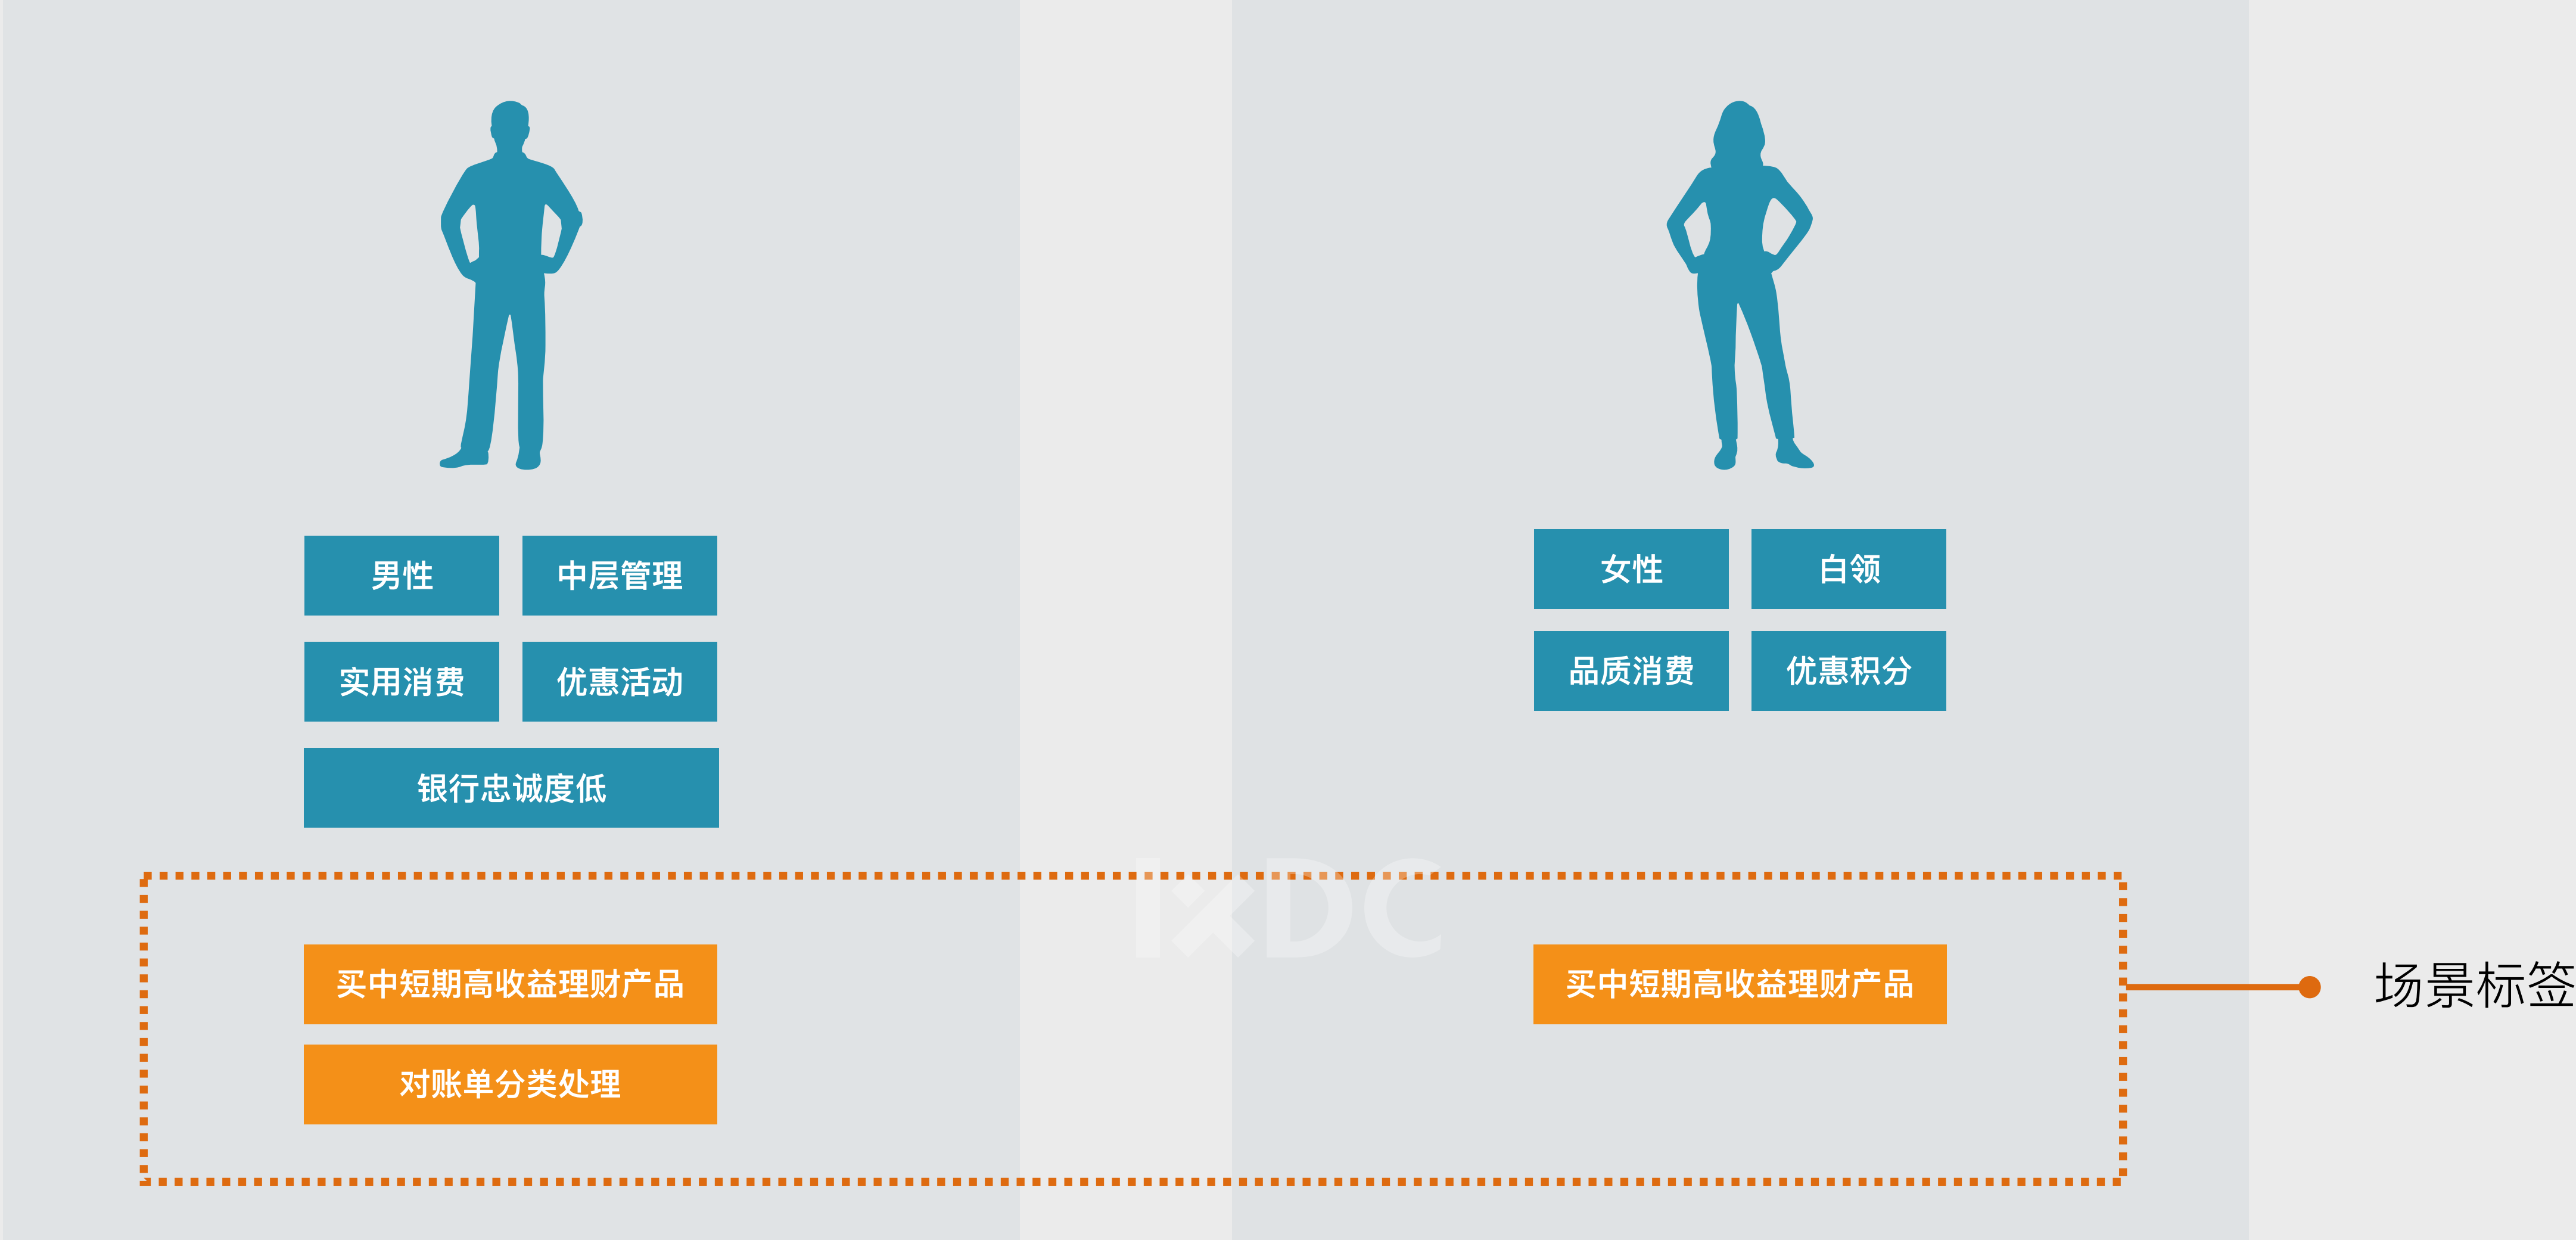 男性
中层管理
实用消费
优惠活动
银行忠诚度低
女性
白领
品质消费
优惠积分
IXDC
买中短期高收益理财产品
对账单分类处理
买中短期高收益理财产品
场景标签